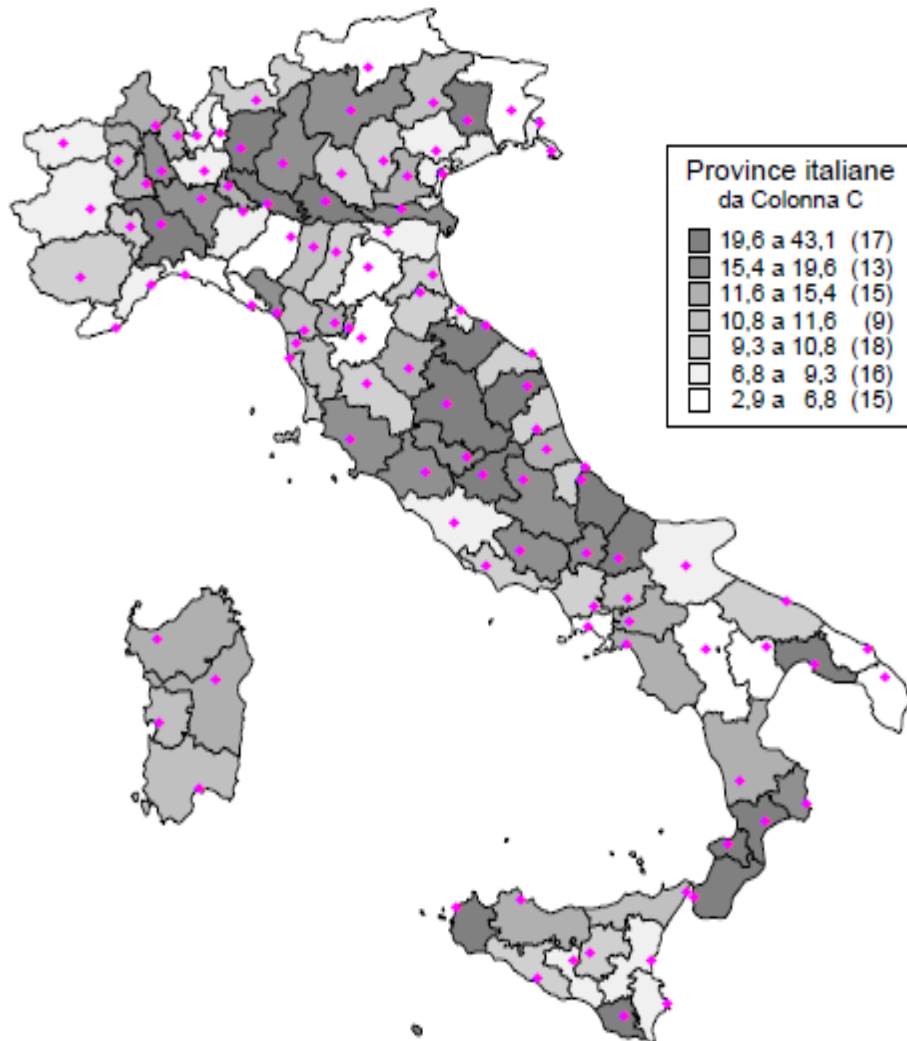 Province italiane
da Colonna C
19,6 a 43,1 (17)
15,4 a 19,6 (13)
11,6 a 15,4 (15)
10,8 a 11,6 (9)
9,3 a 10,8 (18)
6,8 a 9,3 (16)
2,9 a 6,8 (15)